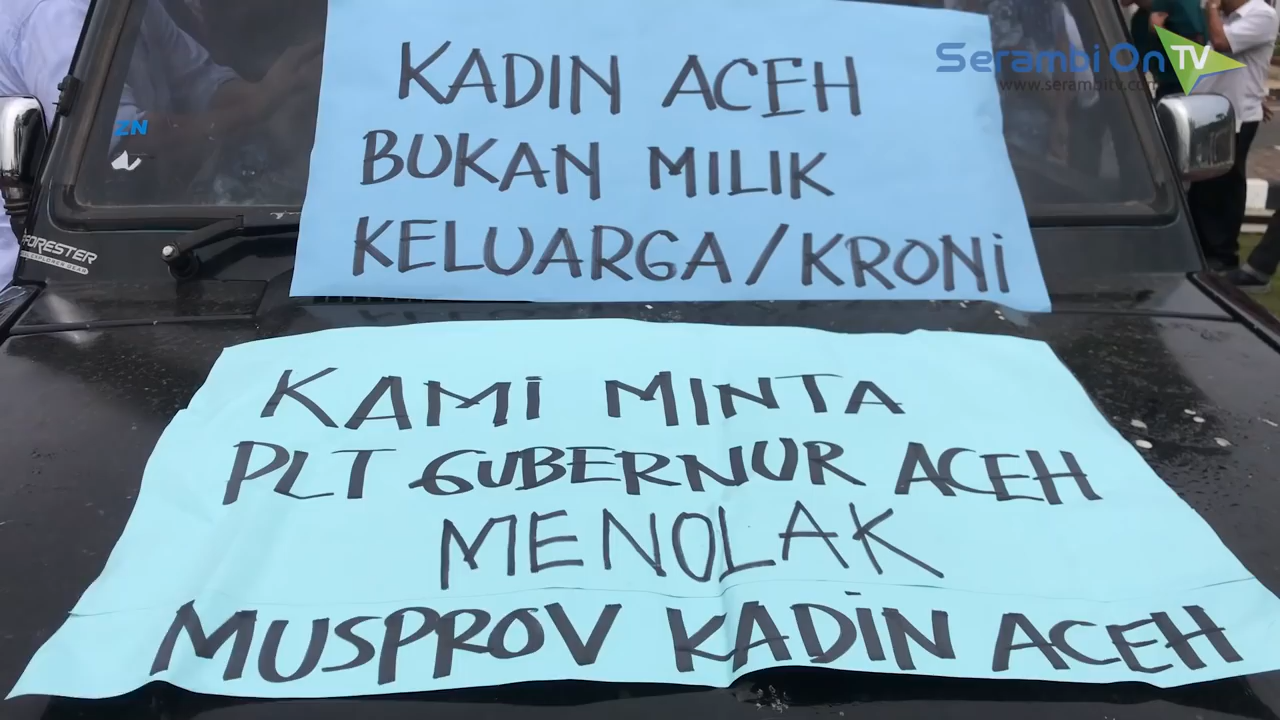 KADIN ACEH
BUKAN MILIK
KELUARGA/KRONi
KAMi MINTA
PLT GUBERNUR ACEH
MENOLAK
MUSPROV KADiN ACEH
Serambi On TV
www.serambitv.com
ZN
FORESTER